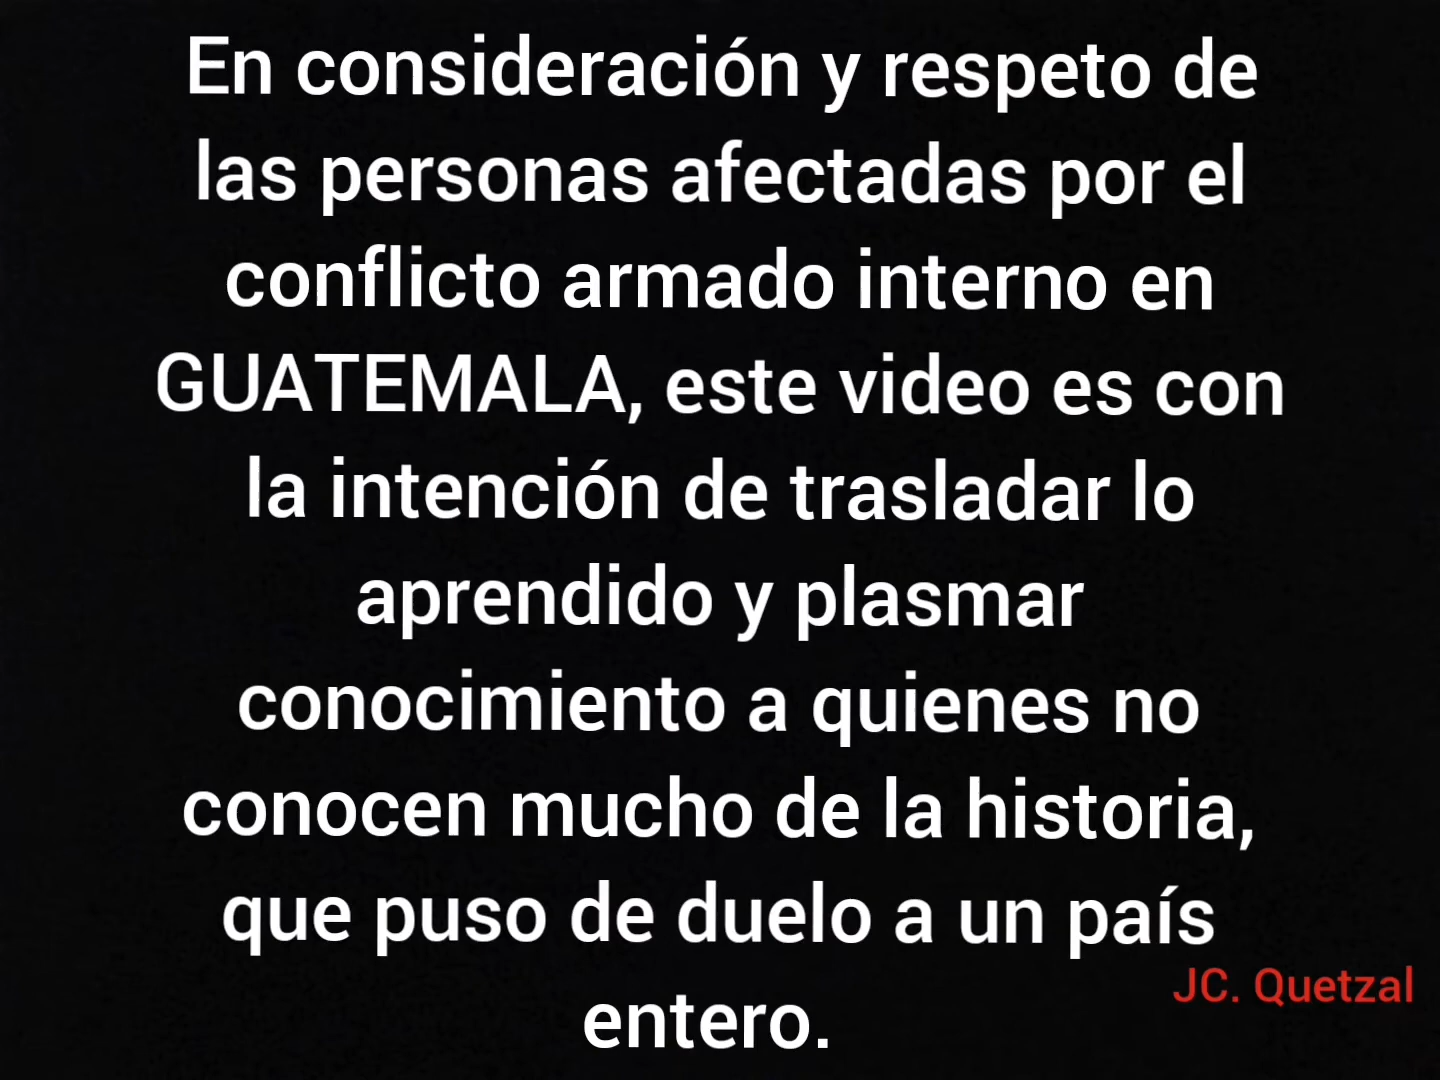 En consideración y respeto de
las personas afectadas por el
conflicto armado interno en
GUATEMALA, este video es con
la intención de trasladar lo
aprendido y plasmar
conocimiento a quienes no
conocen mucho de la historia,
que puso de duelo a un país
entero.
JC. Quetzal